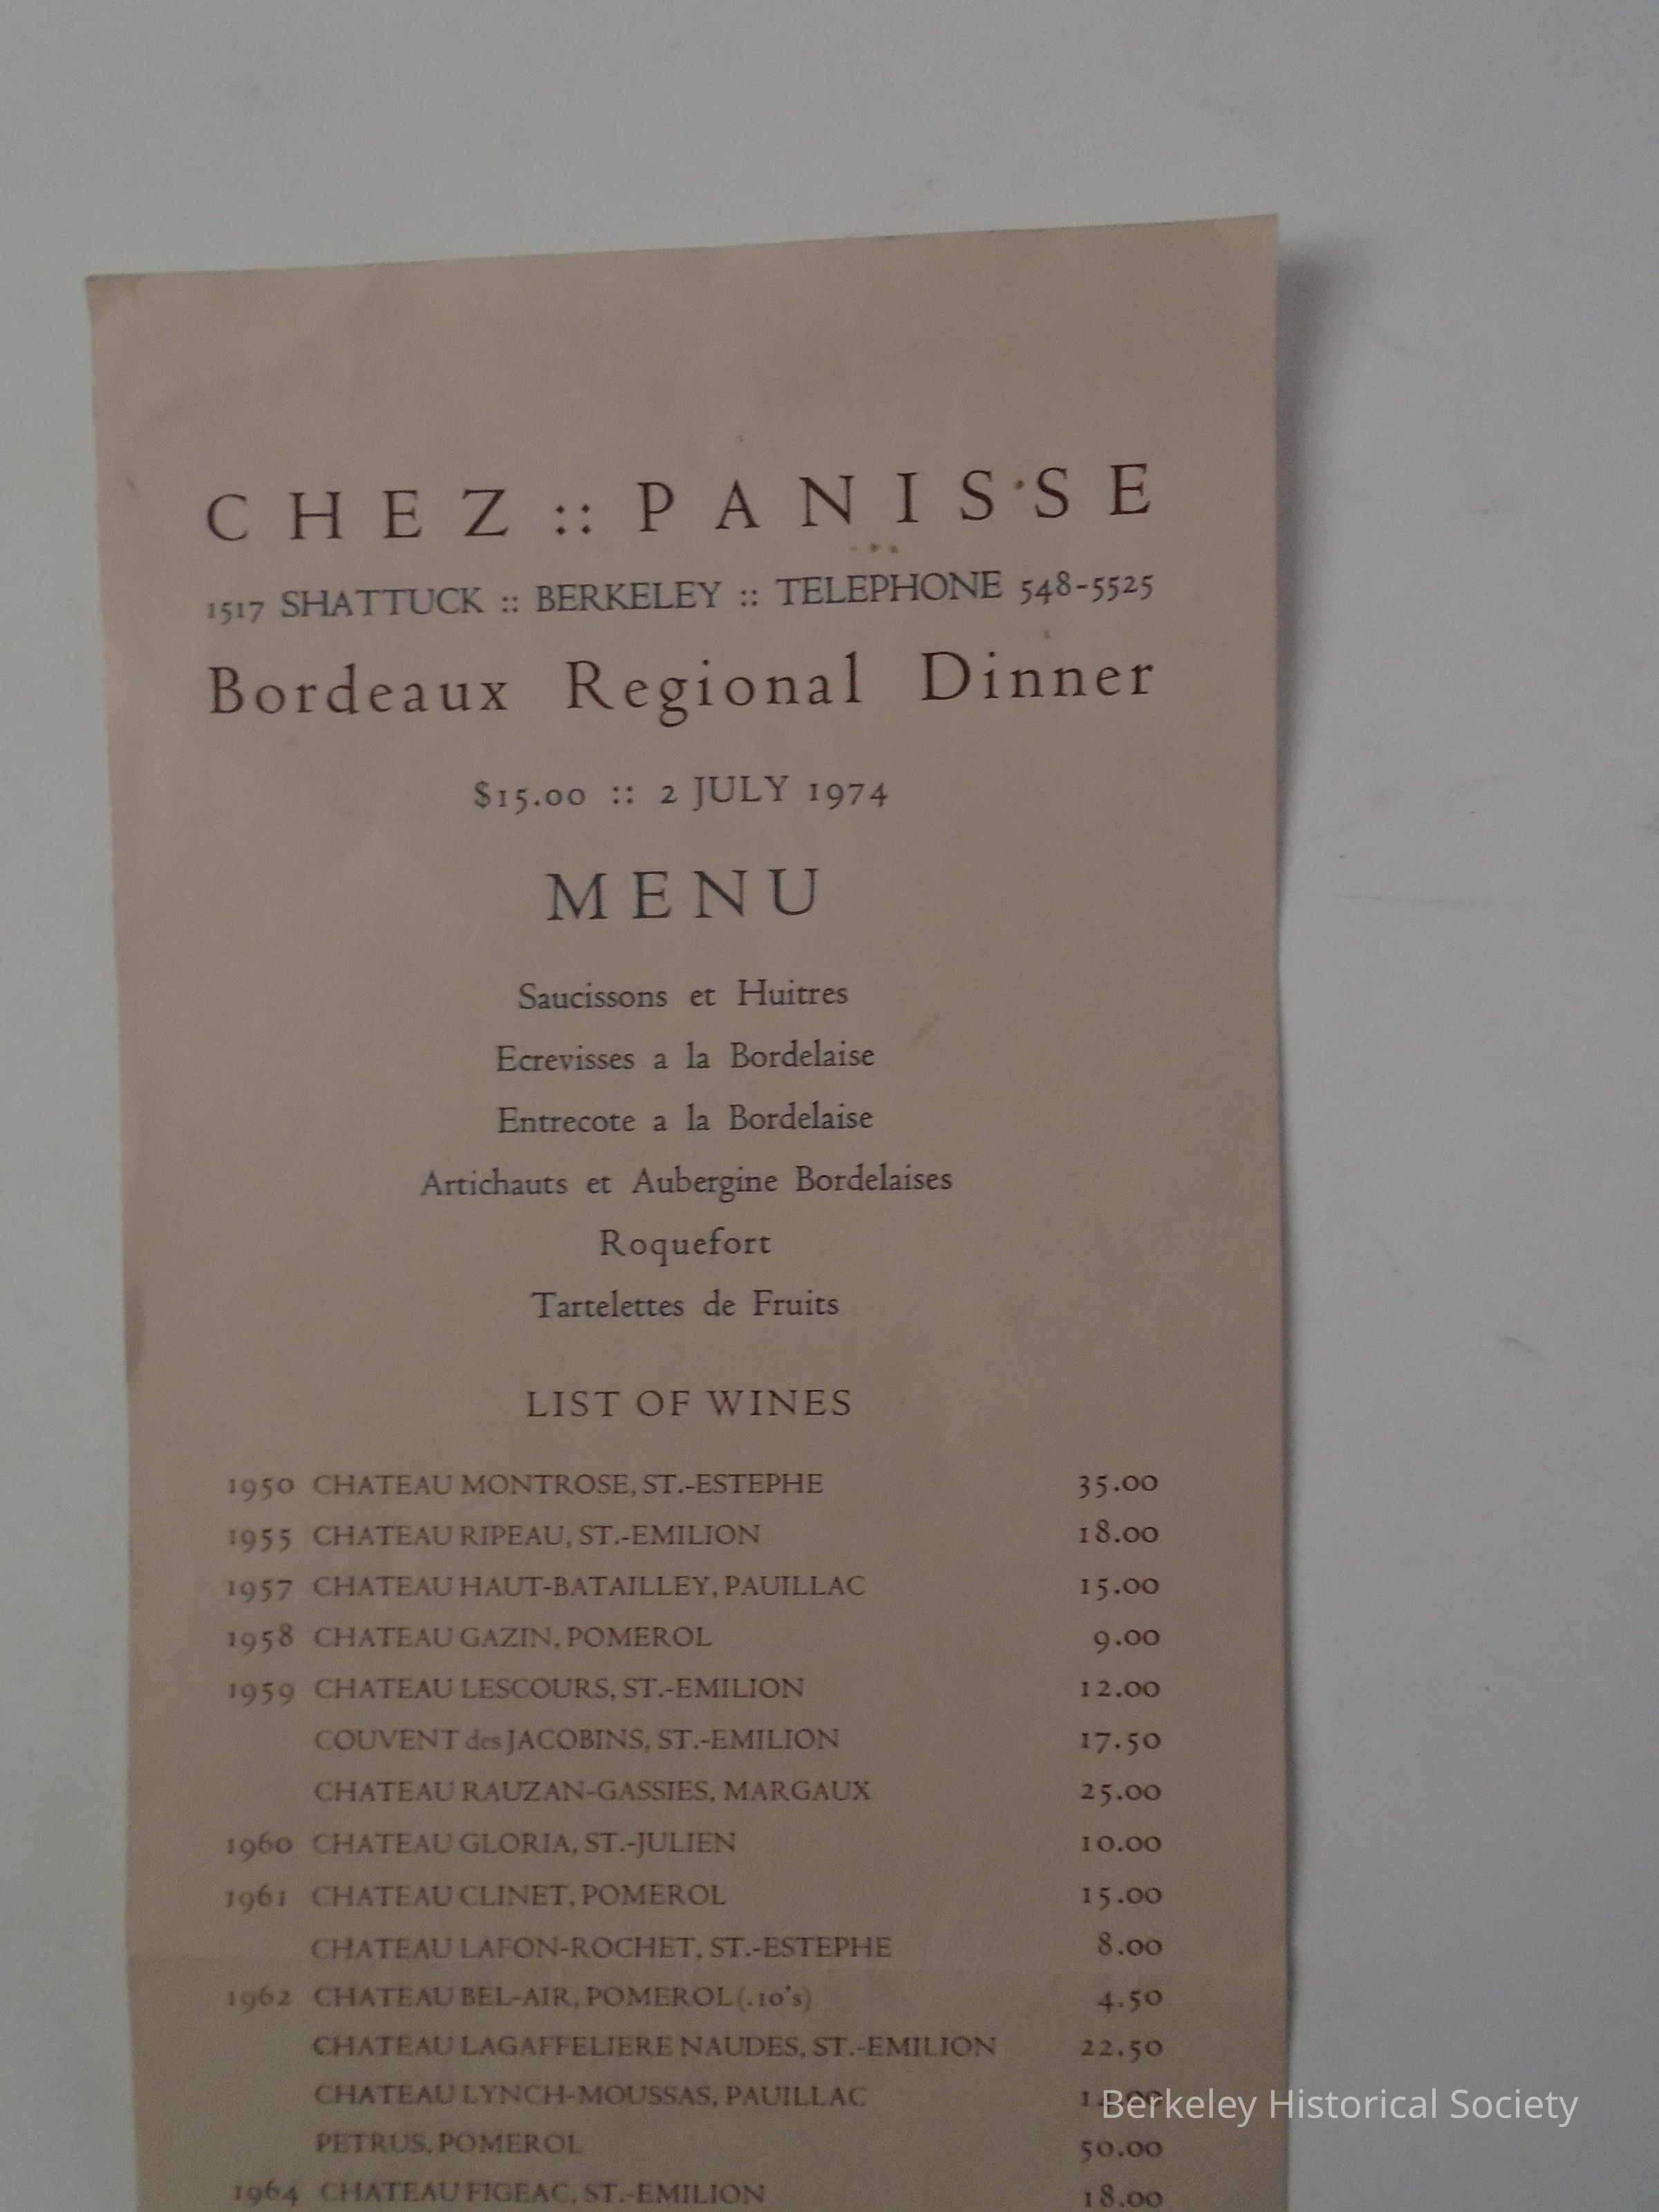 CHEZ :: PANISSE
1517 SHATTUCK :: BERKELEY :: TELEPHONE 548-5525
Bordeaux Regional Dinner
$15.00 :: 2 JULY 1974
MENU
Saucissons et Huitres
Ecrevisses a la Bordelaise
Entrecote a la Bordelaise
Artichauts et Aubergine Bordelaises
Roquefort
Tartelettes de Fruits
LIST OF WINES
1950 CHATEAU MONTROSE, ST.-ESTEPHE 35.00
1955 CHATEAU RIPEAU, ST.-EMILION 18.00
1957 CHATEAU HAUT-BATAILLEY, PAUILLAC 15.00
1958 CHATEAU GAZIN, POMEROL 9.00
1959 CHATEAU LESCOURS, ST.-EMILION 12.00
COUVENT des JACOBINS, ST.-EMILION 17.50
CHATEAU RAUZAN-GASSIES, MARGAUX 25.00
1960 CHATEAU GLORIA, ST.-JULIEN 10.00
1961 CHATEAU CLINET, POMEROL 15.00
CHATEAU LAFON-ROCHET, ST.-ESTEPHE 8.00
1962 CHATEAU BEL-AIR, POMEROL (.10's) 4.50
CHATEAU LAGAFFELIERE NAUDES, ST.-EMILION 22.50
CHATEAU LYNCH-MOUSSAS, PAUILLAC
PETRUS, POMEROL 50.00
1964 CHATEAU FIGEAC, ST.-EMILION 18.00
Berkeley Historical Society